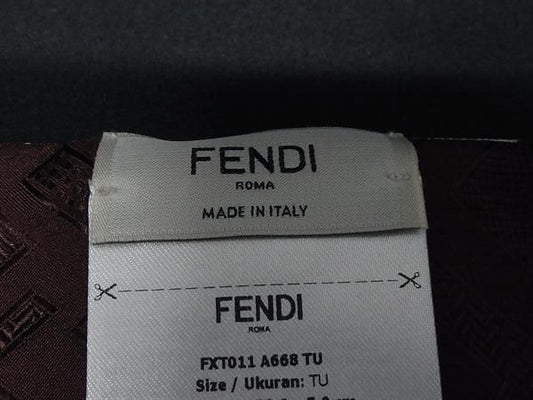 FENDI
ROMA
MADE IN ITALY
FENDI
ROMA
FXT011 A668 TU
Size / Ukuran: TU